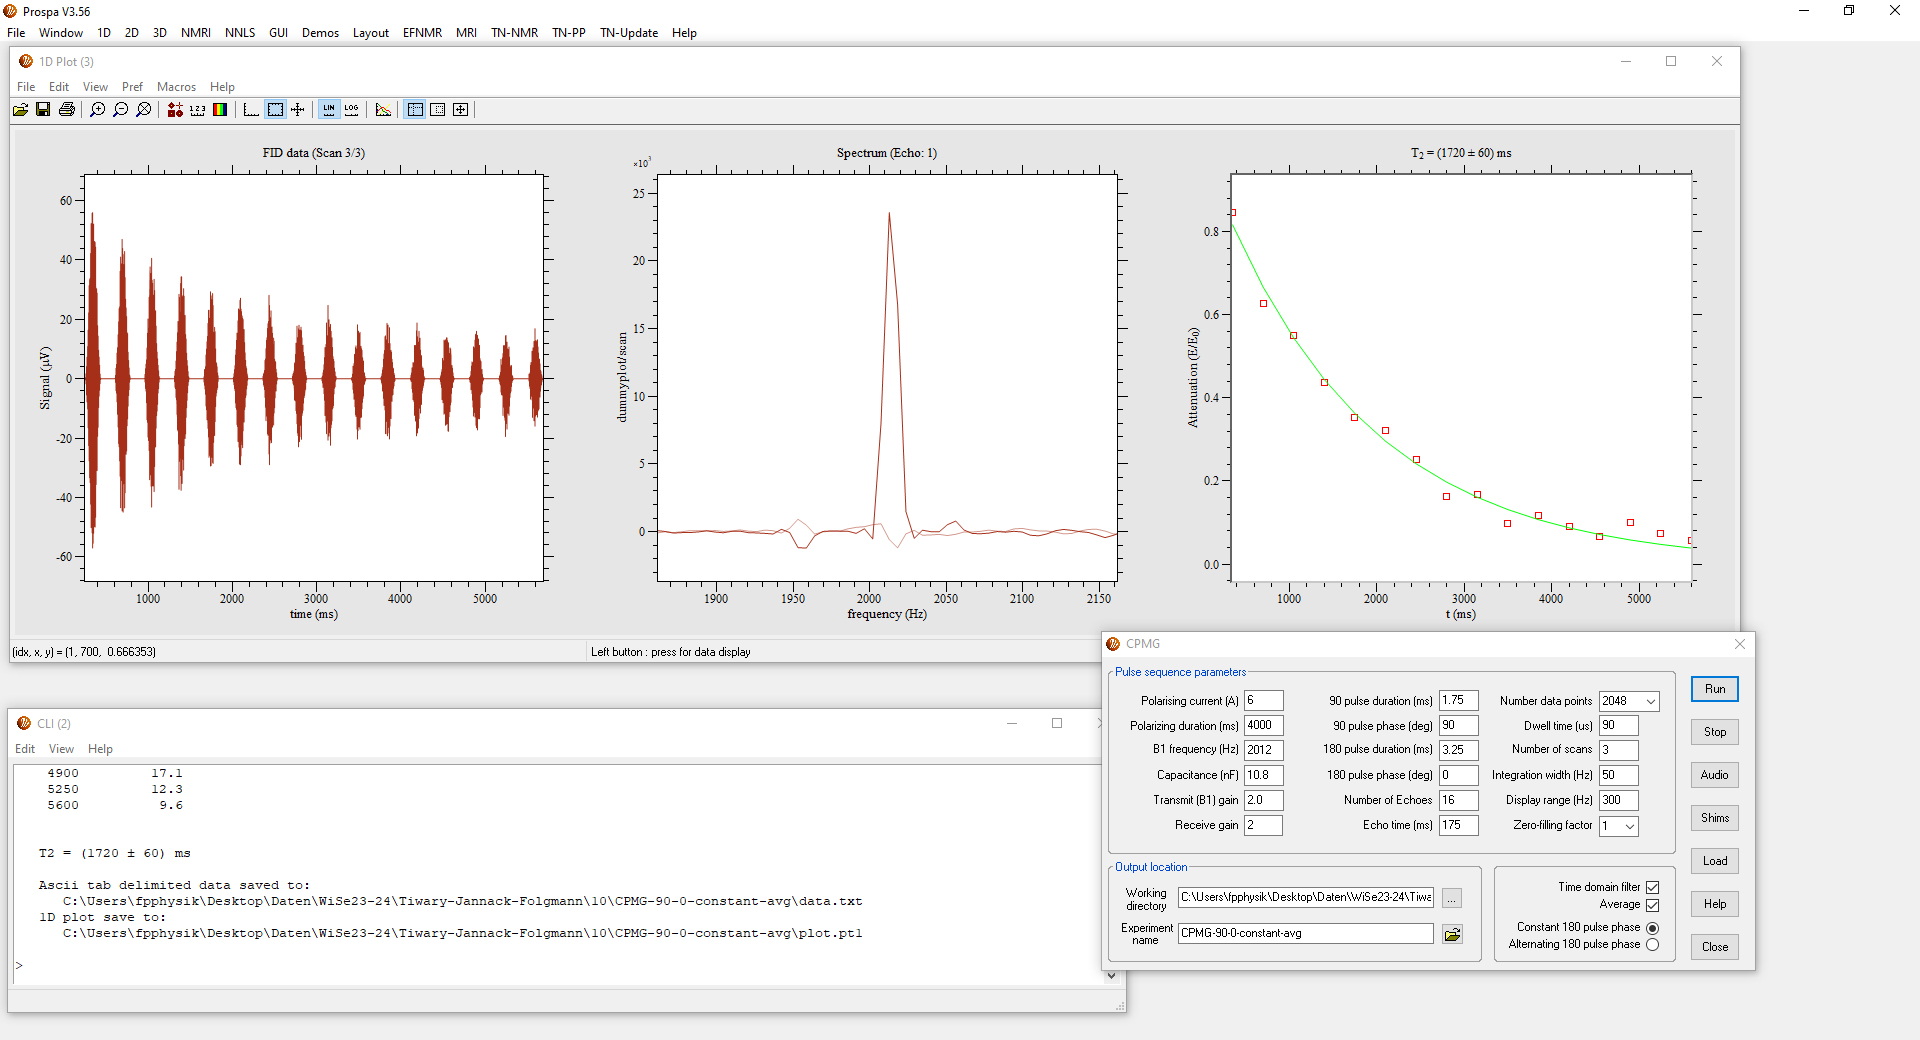 Prospa V3.56
File Window 1D 2D 3D NMRI NNLS GUI Demos Layout EFNMR MRI TN-NMR TN-PP TN-Update Help
1D Plot (3)
File Edit View Pref Macros Help
1 2 3
LIN LOG
FID data (Scan 3/3)
60
40
20
0
-20
-40
-60
Signal (µV)
1000 2000 3000 4000 5000
time (ms)
Spectrum (Echo: 1)
×10³
25
20
15
10
5
0
dummyplot/scan
1900 1950 2000 2050 2100 2150
frequency (Hz)
T₂ = (1720 ± 60) ms
0.8
0.6
0.4
0.2
0.0
Attenuation (E/E₀)
1000 2000 3000 4000 5000
t (ms)
(idx, x, y) = (1, 700, 0.666353)
Left button : press for data display
CLI (2)
Edit View Help
4900 17.1
5250 12.3
5600 9.6
T2 = (1720 ± 60) ms
Ascii tab delimited data saved to:
C:\Users\fpphysik\Desktop\Daten\WiSe23-24\Tiwary-Jannack-Folgmann\10\CPMG-90-0-constant-avg\data.txt
1D plot save to:
C:\Users\fpphysik\Desktop\Daten\WiSe23-24\Tiwary-Jannack-Folgmann\10\CPMG-90-0-constant-avg\plot.pt1
>
CPMG
Pulse sequence parameters
Polarising current (A) 6
Polarizing duration (ms) 4000
B1 frequency (Hz) 2012
Capacitance (nF) 10.8
Transmit (B1) gain 2.0
Receive gain 2
90 pulse duration (ms) 1.75
90 pulse phase (deg) 90
180 pulse duration (ms) 3.25
180 pulse phase (deg) 0
Number of Echoes 16
Echo time (ms) 175
Number data points 2048
Dwell time (us) 90
Number of scans 3
Integration width (Hz) 50
Display range (Hz) 300
Zero-filling factor 1
Run
Stop
Audio
Shims
Load
Help
Close
Output location
Working directory C:\Users\fpphysik\Desktop\Daten\WiSe23-24\Tiwa
...
Experiment name CPMG-90-0-constant-avg
Time domain filter
Average
Constant 180 pulse phase
Alternating 180 pulse phase